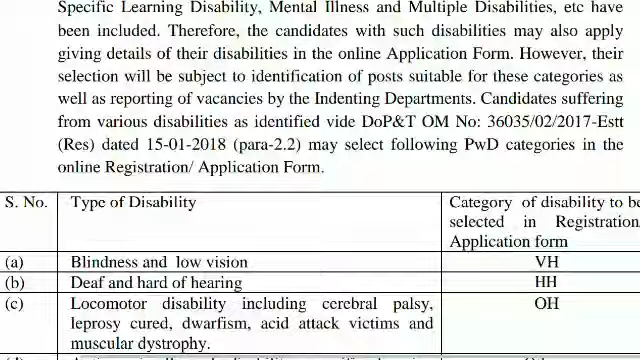 Specific Learning Disability, Mental Illness and Multiple Disabilities, etc have
been included. Therefore, the candidates with such disabilities may also apply
giving details of their disabilities in the online Application Form. However, their
selection will be subject to identification of posts suitable for these categories as
well as reporting of vacancies by the Indenting Departments. Candidates suffering
from various disabilities as identified vide DoP&T OM No: 36035/02/2017-Estt
(Res) dated 15-01-2018 (para-2.2) may select following PwD categories in the
online Registration/ Application Form.
S. No. Type of Disability Category of disability to be
selected in Registration/
Application form
(a) Blindness and low vision VH
(b) Deaf and hard of hearing HH
(c) Locomotor disability including cerebral palsy, OH
leprosy cured, dwarfism, acid attack victims and
muscular dystrophy.